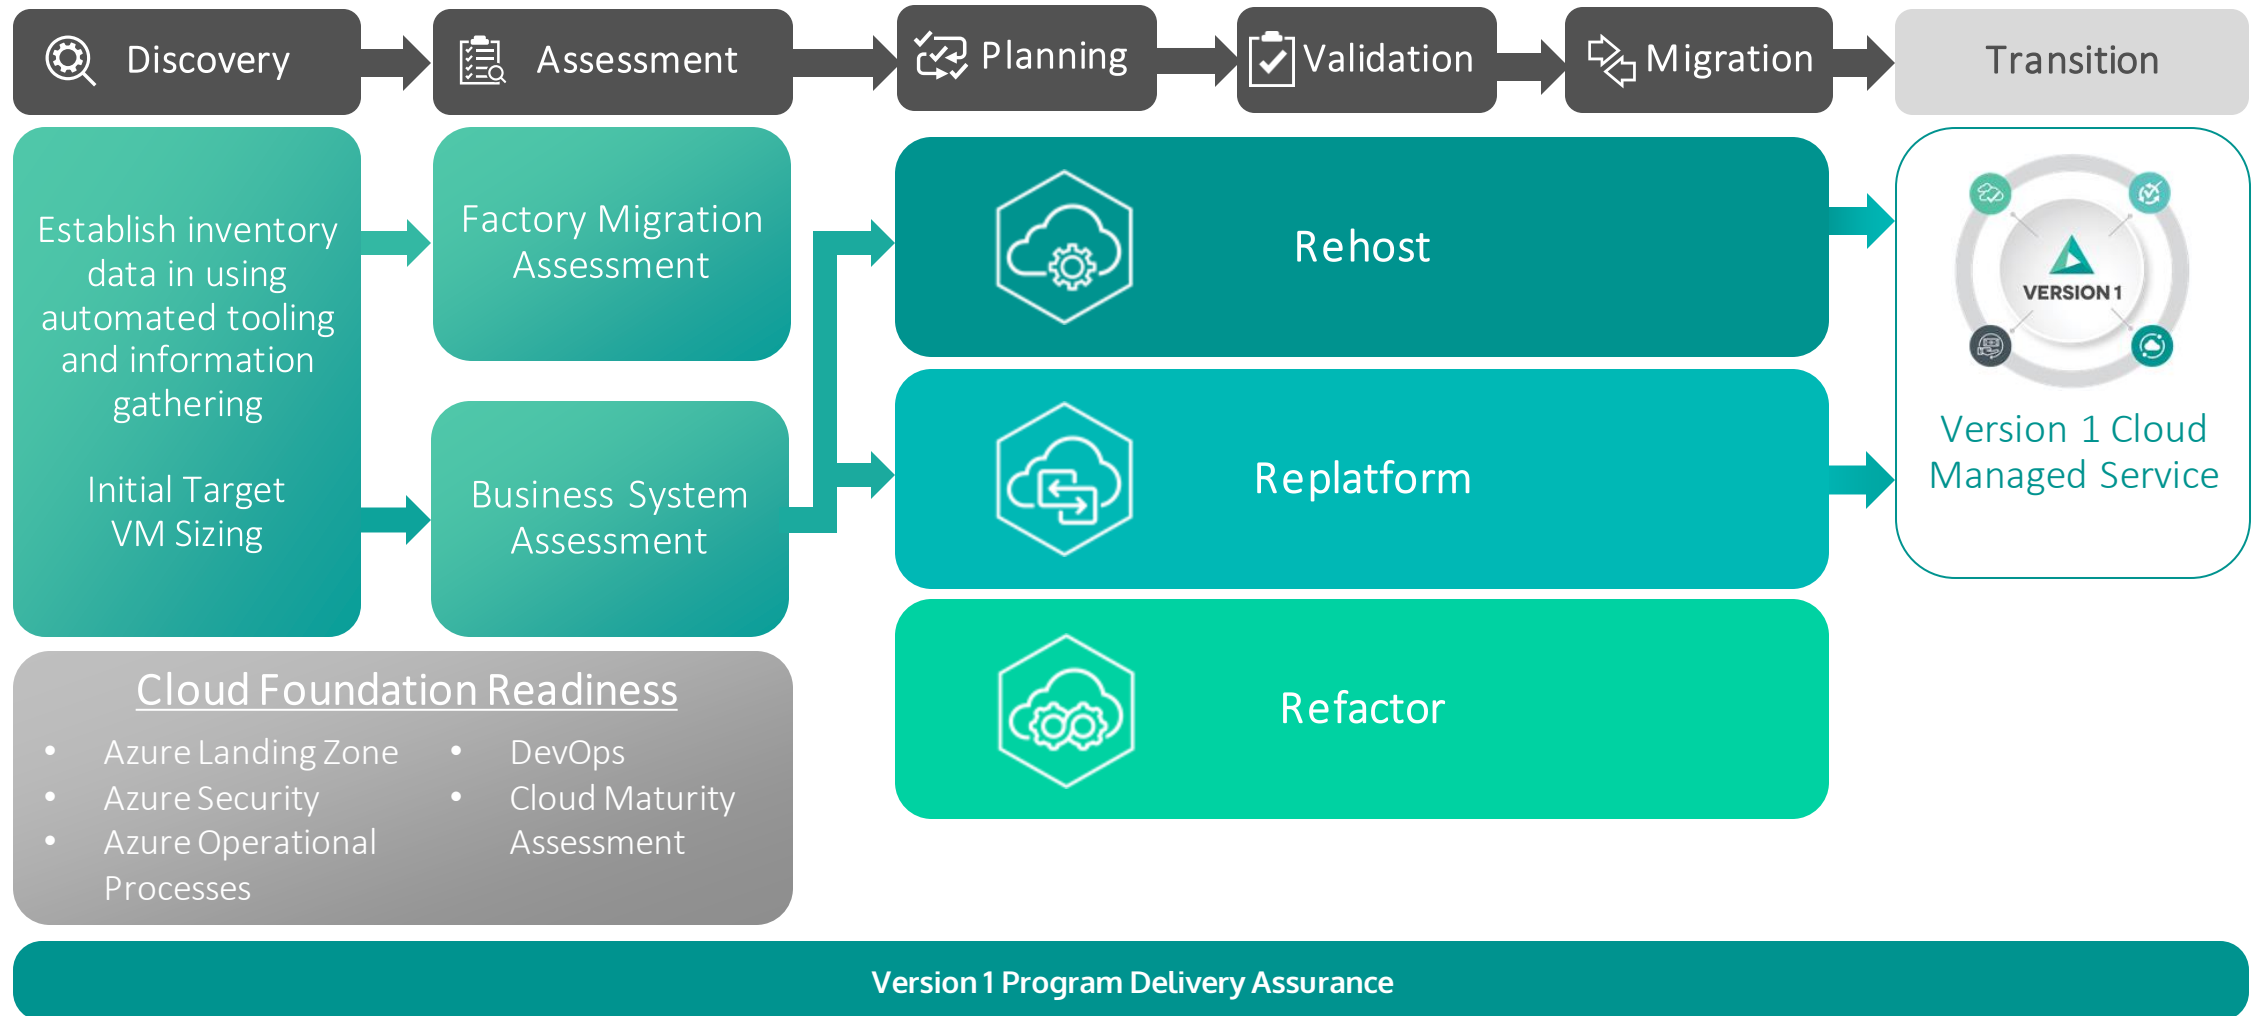 Discovery
Assessment
Planning
Validation
Migration
Transition
Establish inventory
data in using
automated tooling
and information
gathering
Initial Target
VM Sizing
Factory Migration
Assessment
Business System
Assessment
Rehost
Replatform
Refactor
VERSION 1
Version 1 Cloud
Managed Service
Cloud Foundation Readiness
• Azure Landing Zone
• Azure Security
• Azure Operational
Processes
• DevOps
• Cloud Maturity
Assessment
Version 1 Program Delivery Assurance